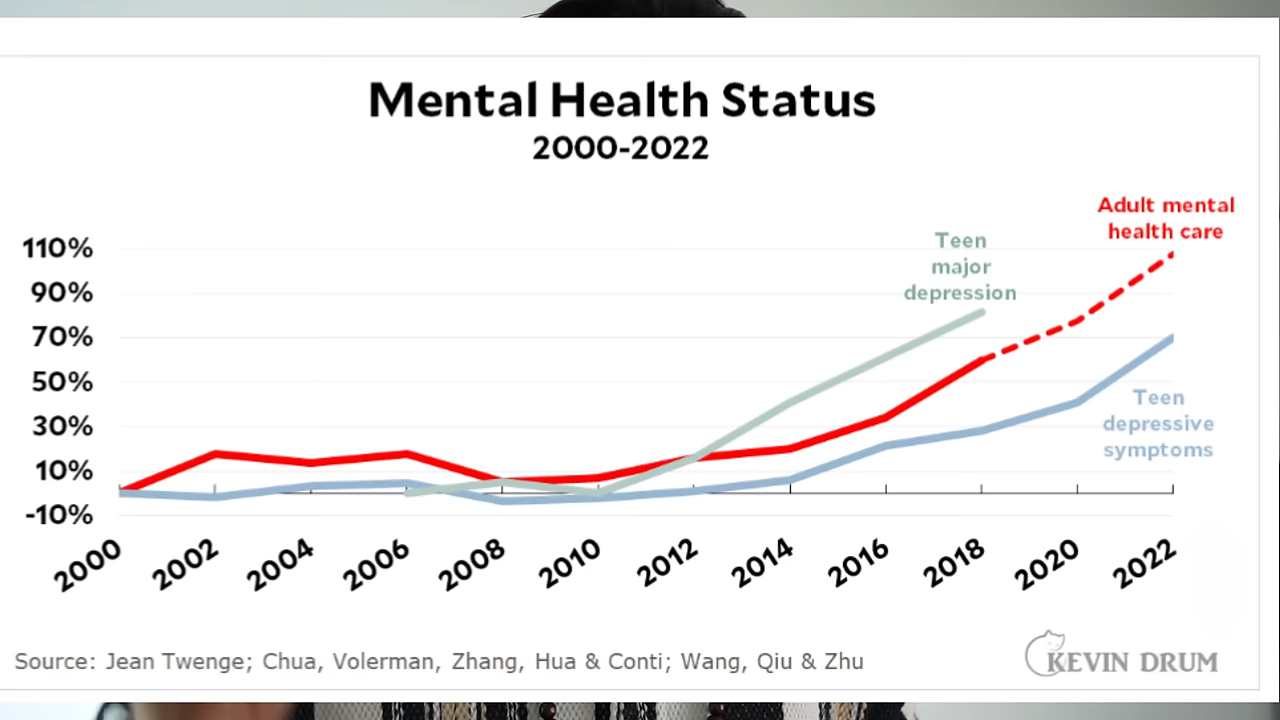 Mental Health Status
2000-2022
Adult mental
health care
Teen
major
depression
110%
90%
70%
50%
30%
10%
-10%
Teen
depressive
symptoms
2000 2002 2004 2006 2008 2010 2012 2014 2016 2018 2020 2022
Source: Jean Twenge; Chua, Volerman, Zhang, Hua & Conti; Wang, Qiu & Zhu
KEVIN DRUM